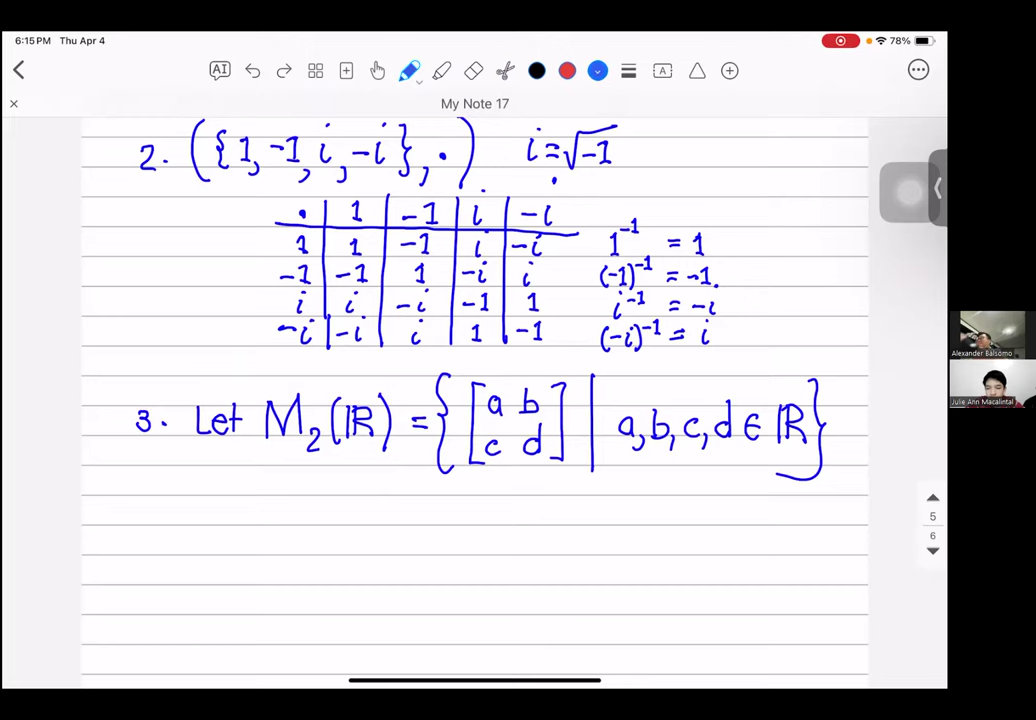 6:15 PM Thu Apr 4
78%
AI
A
My Note 17
2. ({1, -1, i, -i}, ·) i = √-1
· | 1 | -1 | i | -i
1 | 1 | -1 | i | -i 1⁻¹ = 1
-1 | -1 | 1 | -i | i (-1)⁻¹ = -1.
i | i | -i | -1 | 1 i⁻¹ = -i
-i | -i | i | 1 | -1 (-i)⁻¹ = i
3. Let M₂(ℝ) = { [a b
c d] | a, b, c, d ∈ ℝ }
5
6
Alexander Balsomo
Julie Ann Macalintal